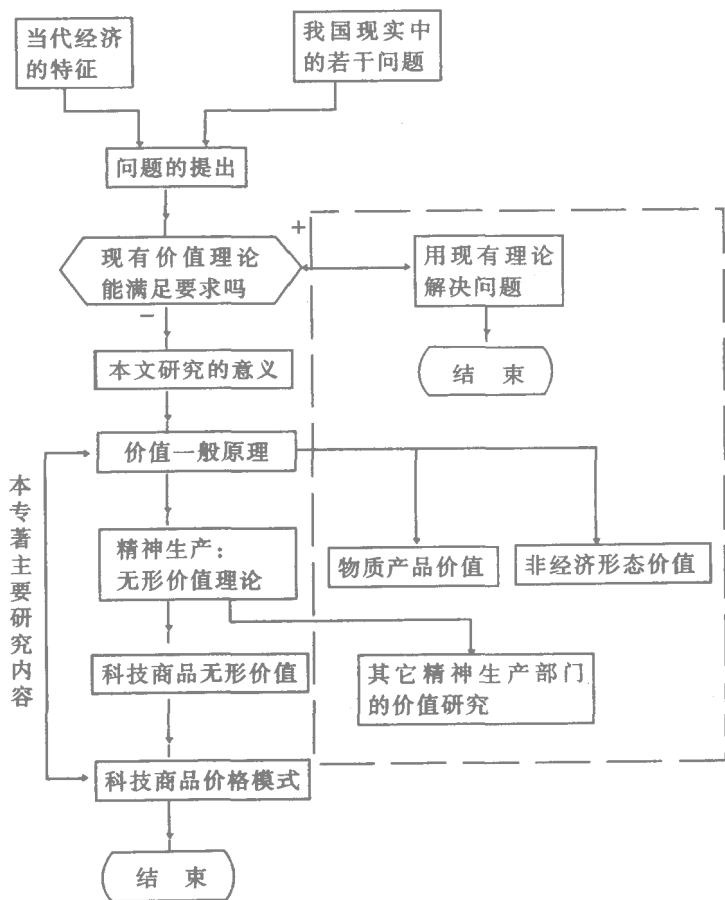 当代经济
的特征
我国现实中
的若干问题
问题的提出
+
现有价值理论
能满足要求吗
用现有理论
解决问题
−
结 束
本文研究的意义
价值一般原理
本专著主要研究内容
精神生产：
无形价值理论
物质产品价值
非经济形态价值
科技商品无形价值
其它精神生产部门
的价值研究
科技商品价格模式
结 束